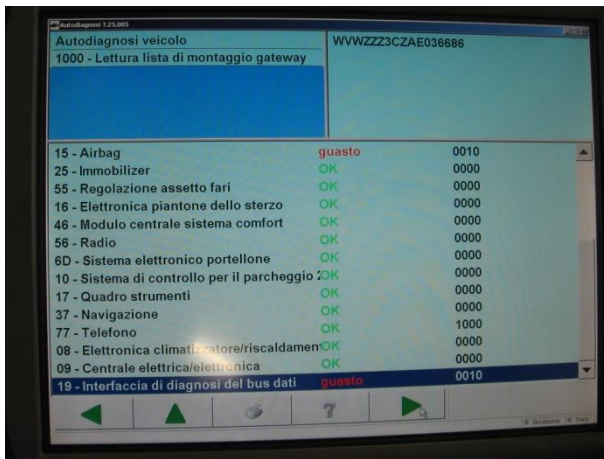 Autodiagnosi 7.23.005
Autodiagnosi veicolo
WVWZZZ3CZAE036686
1000 - Lettura lista di montaggio gateway
15 - Airbag guasto 0010
25 - Immobilizer OK 0000
55 - Regolazione assetto fari OK 0000
16 - Elettronica piantone dello sterzo OK 0000
46 - Modulo centrale sistema comfort OK 0000
56 - Radio OK 0000
6D - Sistema elettronico portellone OK 0000
10 - Sistema di controllo per il parcheggio 2 OK 0000
17 - Quadro strumenti OK 0000
37 - Navigazione OK 0000
77 - Telefono OK 1000
08 - Elettronica climatizzatore/riscaldamen OK 0000
09 - Centrale elettrica/elettronica OK 0000
19 - Interfaccia di diagnosi del bus dati guasto 0010
?
Simulazione Trace